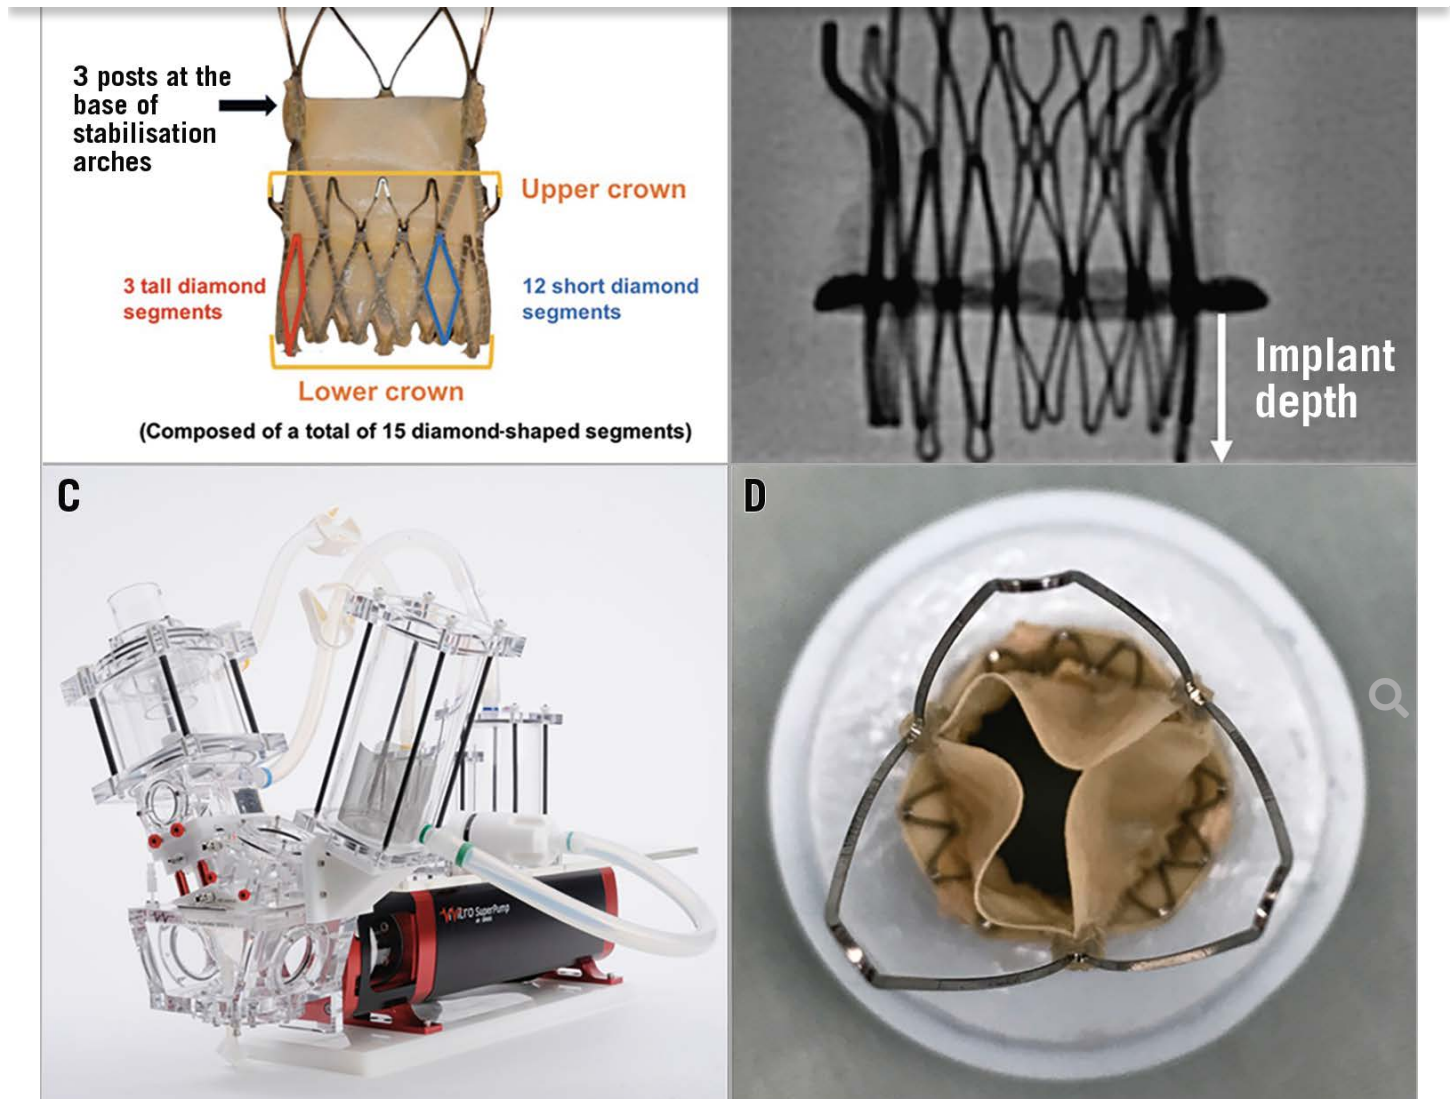 3 posts at the
base of
stabilisation
arches
Upper crown
3 tall diamond
segments
12 short diamond
segments
Lower crown
(Composed of a total of 15 diamond-shaped segments)
Implant
depth
C
D
SuperPump